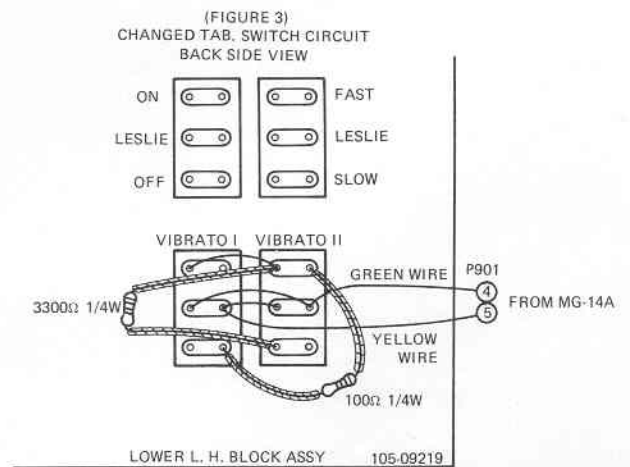 (FIGURE 3)
CHANGED TAB. SWITCH CIRCUIT
BACK SIDE VIEW
ON
FAST
LESLIE
LESLIE
OFF
SLOW
VIBRATO I
VIBRATO II
GREEN WIRE
P901
4
FROM MG-14A
5
3300Ω 1/4W
YELLOW
WIRE
100Ω 1/4W
LOWER L. H. BLOCK ASSY
105-09219